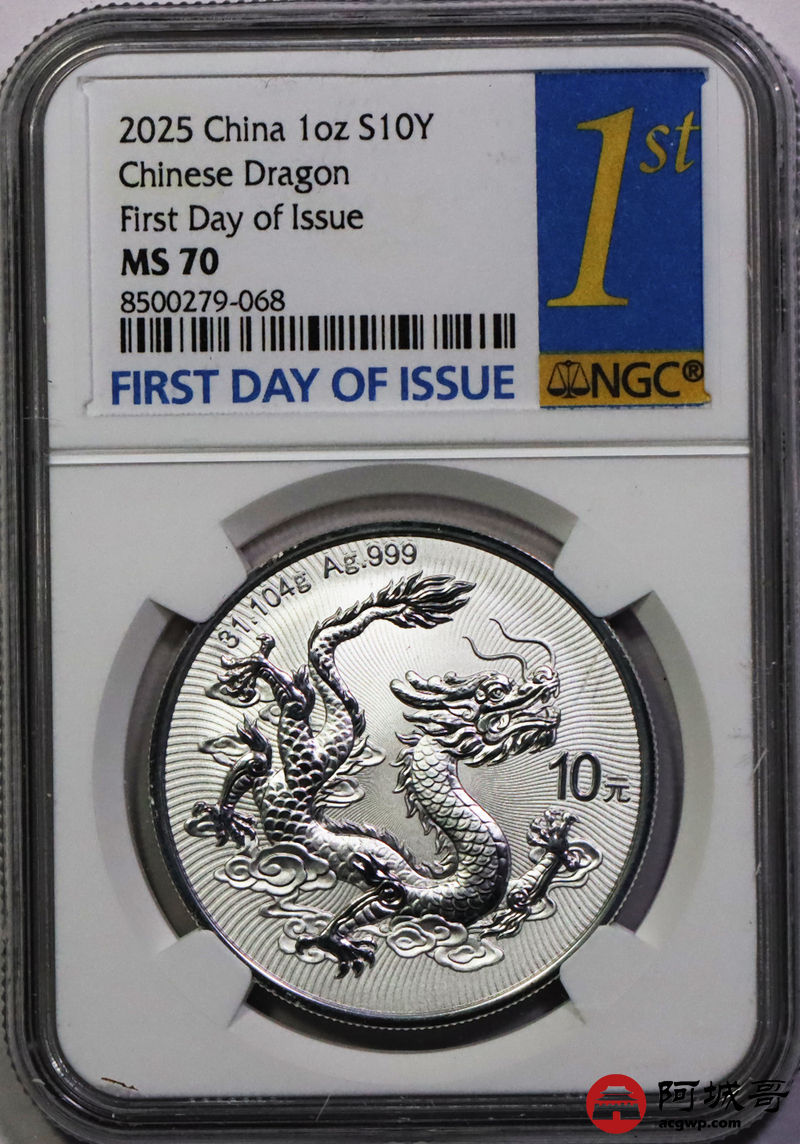 2025 China 1oz S10Y
Chinese Dragon
First Day of Issue
MS 70
8500279-068
FIRST DAY OF ISSUE
1st
NGC®
31.104g Ag.999
10元
阿城哥
acgwp.com